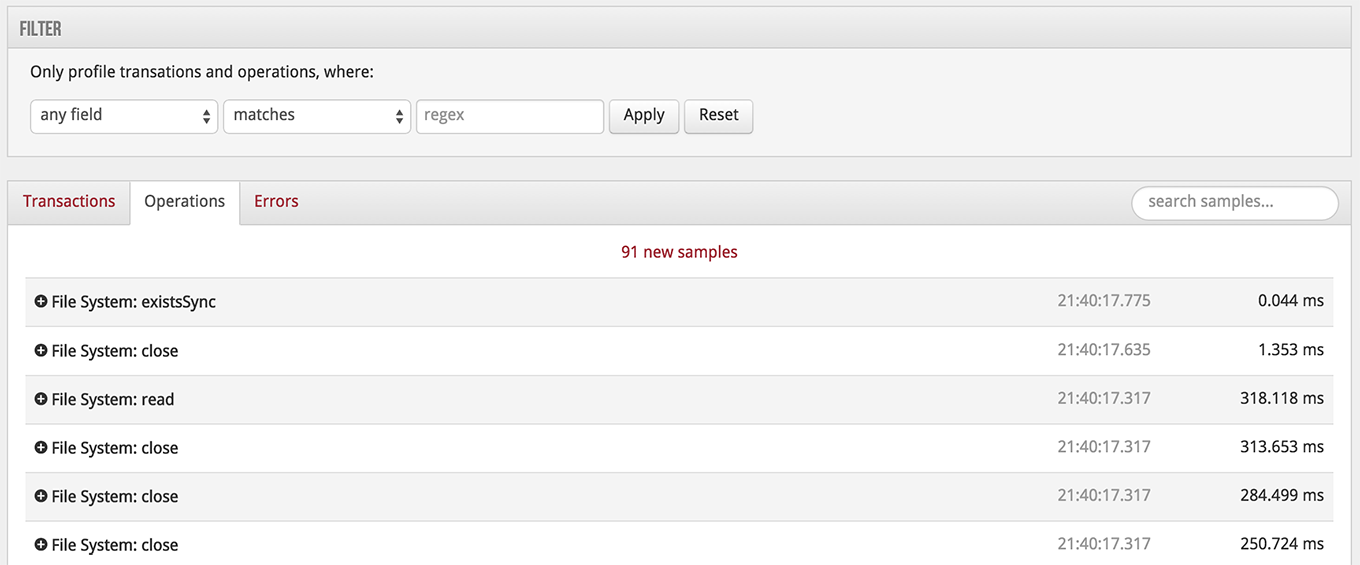 FILTER
Only profile transations and operations, where:
any field matches regex Apply Reset
Transactions Operations Errors search samples...
91 new samples
File System: existsSync 21:40:17.775 0.044 ms
File System: close 21:40:17.635 1.353 ms
File System: read 21:40:17.317 318.118 ms
File System: close 21:40:17.317 313.653 ms
File System: close 21:40:17.317 284.499 ms
File System: close 21:40:17.317 250.724 ms